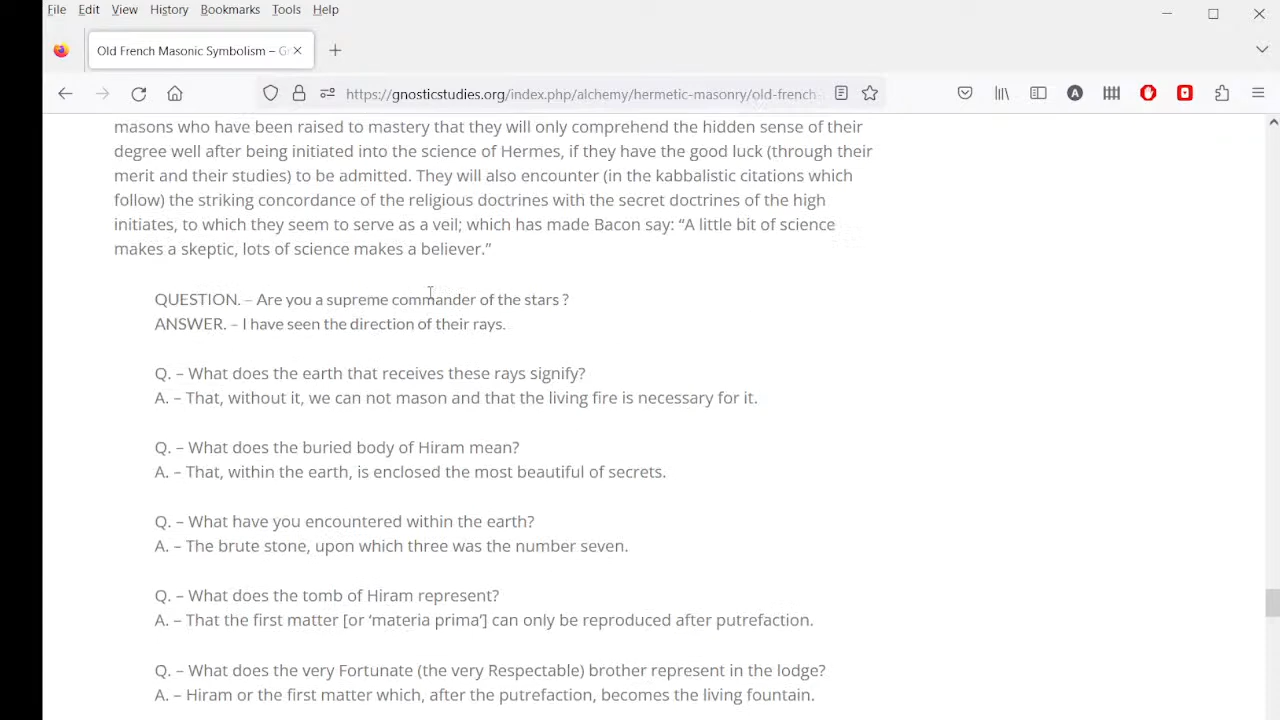 File Edit View History Bookmarks Tools Help
Old French Masonic Symbolism – G
https://gnosticstudies.org/index.php/alchemy/hermetic-masonry/old-french-
masons who have been raised to mastery that they will only comprehend the hidden sense of their
degree well after being initiated into the science of Hermes, if they have the good luck (through their
merit and their studies) to be admitted. They will also encounter (in the kabbalistic citations which
follow) the striking concordance of the religious doctrines with the secret doctrines of the high
initiates, to which they seem to serve as a veil; which has made Bacon say: “A little bit of science
makes a skeptic, lots of science makes a believer.”
QUESTION. – Are you a supreme commander of the stars ?
ANSWER. – I have seen the direction of their rays.
Q. – What does the earth that receives these rays signify?
A. – That, without it, we can not mason and that the living fire is necessary for it.
Q. – What does the buried body of Hiram mean?
A. – That, within the earth, is enclosed the most beautiful of secrets.
Q. – What have you encountered within the earth?
A. – The brute stone, upon which three was the number seven.
Q. – What does the tomb of Hiram represent?
A. – That the first matter [or ‘materia prima’] can only be reproduced after putrefaction.
Q. – What does the very Fortunate (the very Respectable) brother represent in the lodge?
A. – Hiram or the first matter which, after the putrefaction, becomes the living fountain.